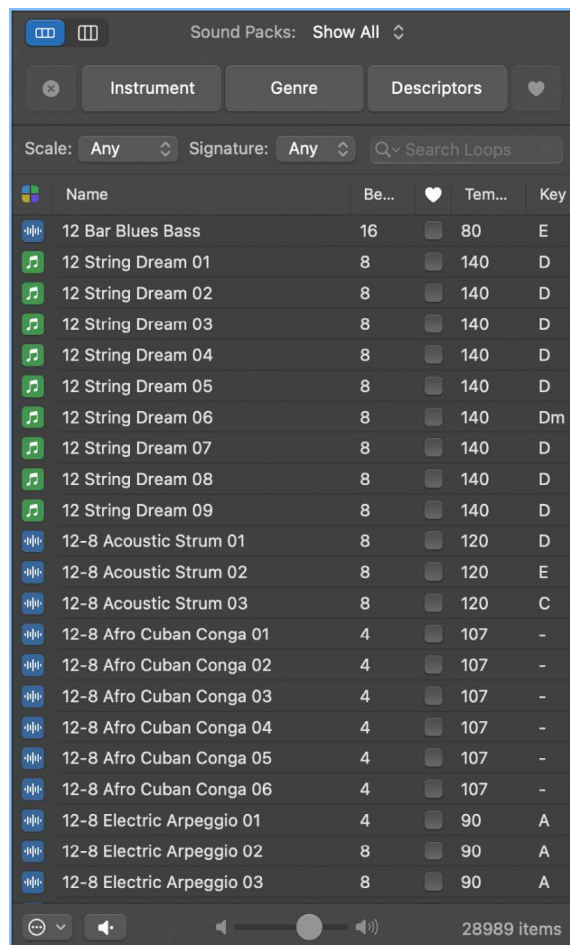 Sound Packs: Show All
Instrument Genre Descriptors
Scale: Any Signature: Any Search Loops
Name Be... Tem... Key
12 Bar Blues Bass 16 80 E
12 String Dream 01 8 140 D
12 String Dream 02 8 140 D
12 String Dream 03 8 140 D
12 String Dream 04 8 140 D
12 String Dream 05 8 140 D
12 String Dream 06 8 140 Dm
12 String Dream 07 8 140 D
12 String Dream 08 8 140 D
12 String Dream 09 8 140 D
12-8 Acoustic Strum 01 8 120 D
12-8 Acoustic Strum 02 8 120 E
12-8 Acoustic Strum 03 8 120 C
12-8 Afro Cuban Conga 01 4 107 -
12-8 Afro Cuban Conga 02 4 107 -
12-8 Afro Cuban Conga 03 4 107 -
12-8 Afro Cuban Conga 04 4 107 -
12-8 Afro Cuban Conga 05 4 107 -
12-8 Afro Cuban Conga 06 4 107 -
12-8 Electric Arpeggio 01 4 90 A
12-8 Electric Arpeggio 02 8 90 A
12-8 Electric Arpeggio 03 8 90 A
28989 items